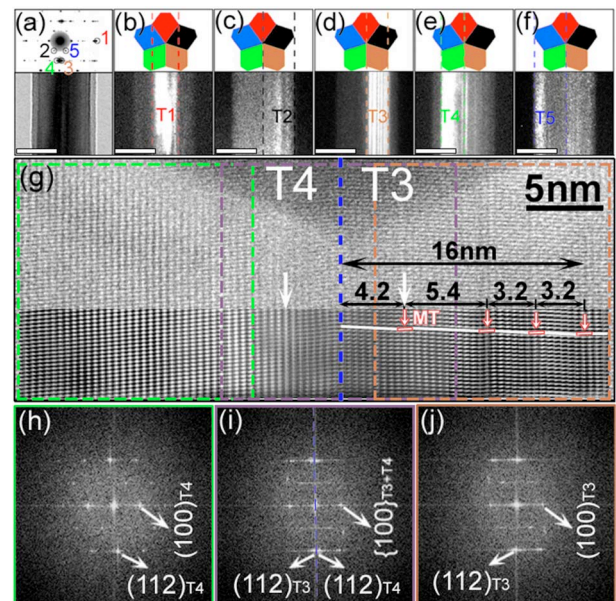 (a) (b) (c) (d) (e) (f)
1
2 5
4 3
T1 T2 T3 T4 T5
(g) T4 T3 5nm
16nm
4.2 5.4 3.2 3.2
MT
(h) (i) (j)
(100)T4 {100}T3+T4 (100)T3
(112)T4 (112)T3 (112)T4 (112)T3